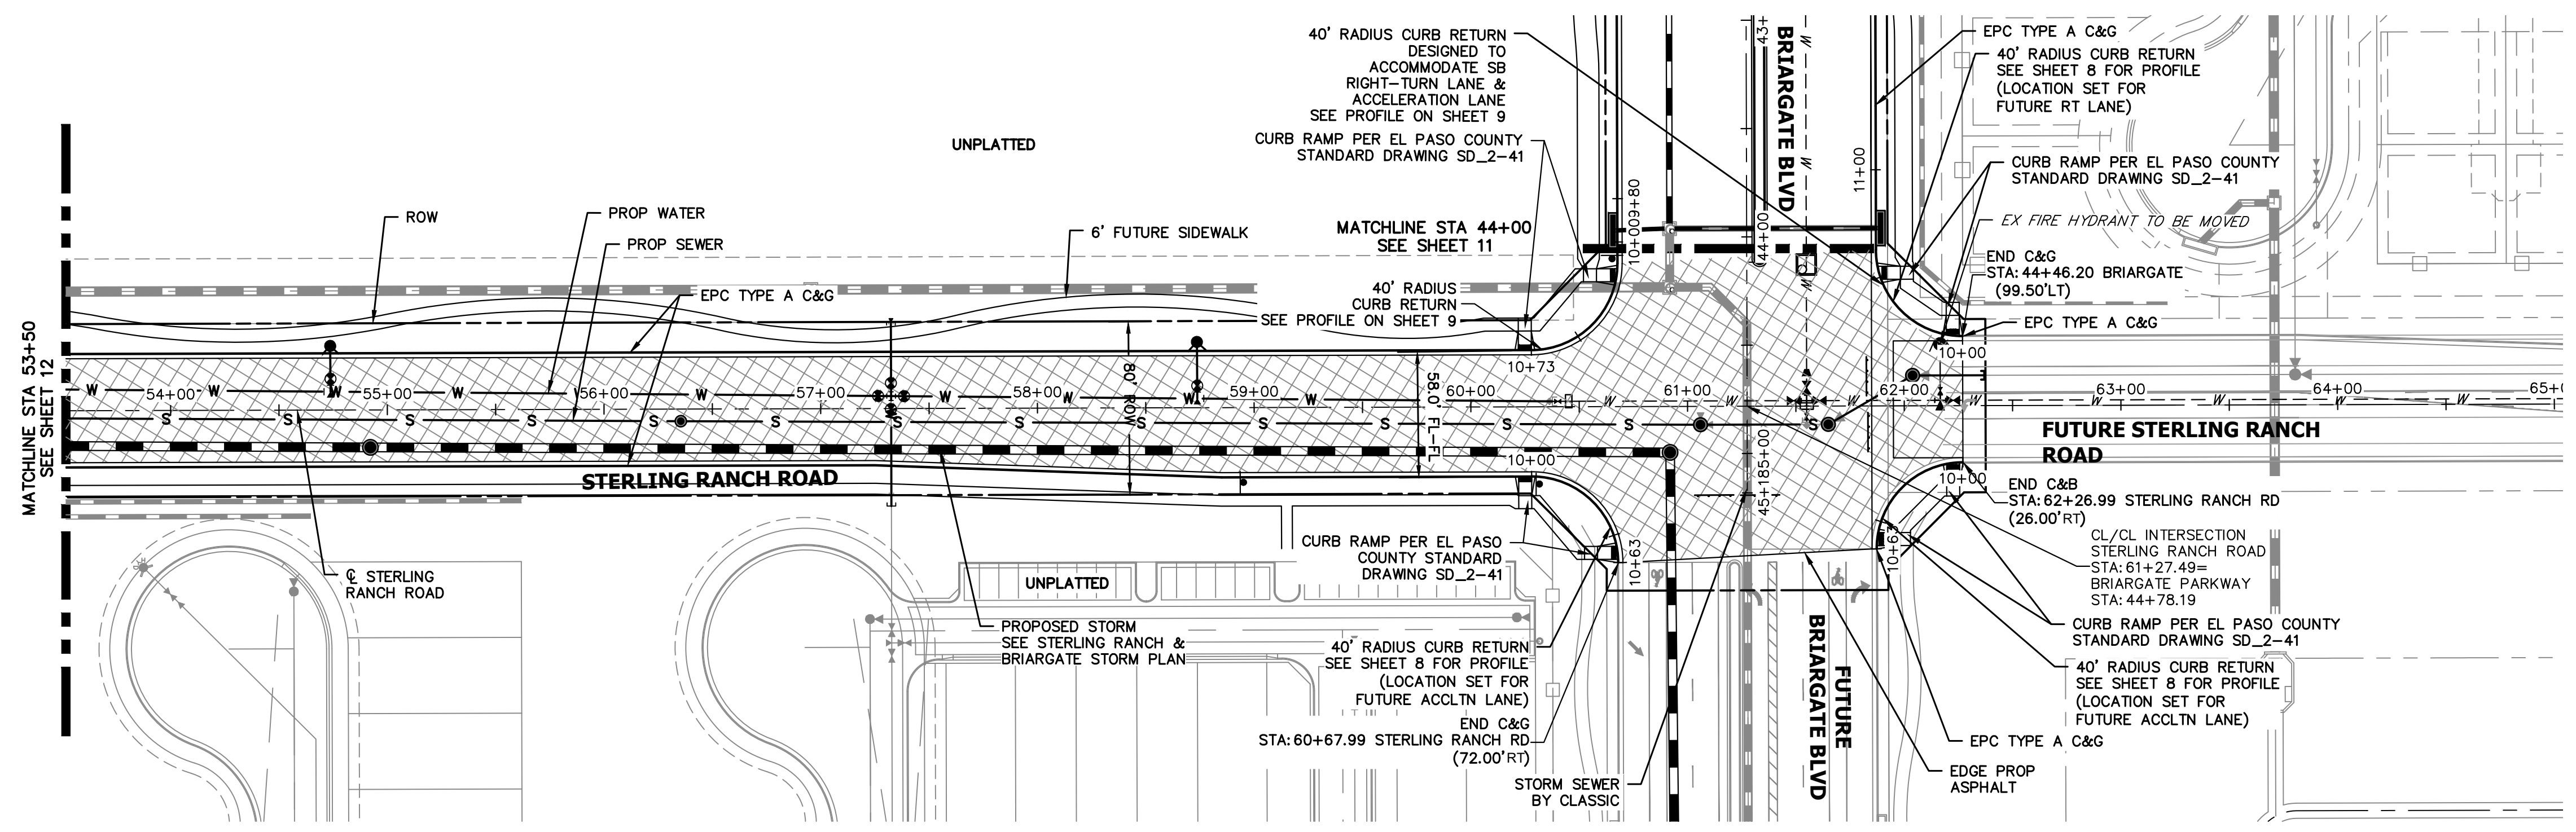 40' RADIUS CURB RETURN
DESIGNED TO
ACCOMMODATE SB
RIGHT-TURN LANE &
ACCELERATION LANE
SEE PROFILE ON SHEET 9
CURB RAMP PER EL PASO COUNTY
STANDARD DRAWING SD_2-41
UNPLATTED
MATCHLINE STA 44+00
SEE SHEET 11
ROW
PROP WATER
PROP SEWER
6' FUTURE SIDEWALK
EPC TYPE A C&G
40' RADIUS
CURB RETURN
SEE PROFILE ON SHEET 9
43+
BRIARGATE BLVD
11+00
10+009+80
44+00
EPC TYPE A C&G
40' RADIUS CURB RETURN
SEE SHEET 8 FOR PROFILE
(LOCATION SET FOR
FUTURE RT LANE)
CURB RAMP PER EL PASO COUNTY
STANDARD DRAWING SD_2-41
EX FIRE HYDRANT TO BE MOVED
END C&G
STA: 44+46.20 BRIARGATE
(99.50'LT)
EPC TYPE A C&G
MATCHLINE STA 53+50
SEE SHEET 12
W W W W W W W W W W W
54+00 55+00 56+00 57+00 58+00 59+00 60+00 61+00 62+00 63+00 64+00 65+0
S S S S S S S S S S S S S S
80' ROW
58.0' FL-FL
10+73
10+00
10+00
10+00
45+18
5+00
10+63
10+63
STERLING RANCH ROAD
FUTURE STERLING RANCH
ROAD
END C&B
STA: 62+26.99 STERLING RANCH RD
(26.00'RT)
CL/CL INTERSECTION
STERLING RANCH ROAD
STA: 61+27.49=
BRIARGATE PARKWAY
STA: 44+78.19
CURB RAMP PER EL PASO COUNTY
STANDARD DRAWING SD_2-41
40' RADIUS CURB RETURN
SEE SHEET 8 FOR PROFILE
(LOCATION SET FOR
FUTURE ACCLTN LANE)
EPC TYPE A C&G
EDGE PROP
ASPHALT
FUTURE
BRIARGATE BLVD
℄ STERLING
RANCH ROAD
UNPLATTED
CURB RAMP PER EL PASO
COUNTY STANDARD
DRAWING SD_2-41
PROPOSED STORM
SEE STERLING RANCH &
BRIARGATE STORM PLAN
40' RADIUS CURB RETURN
SEE SHEET 8 FOR PROFILE
(LOCATION SET FOR
FUTURE ACCLTN LANE)
END C&G
STA: 60+67.99 STERLING RANCH RD
(72.00'RT)
STORM SEWER
BY CLASSIC